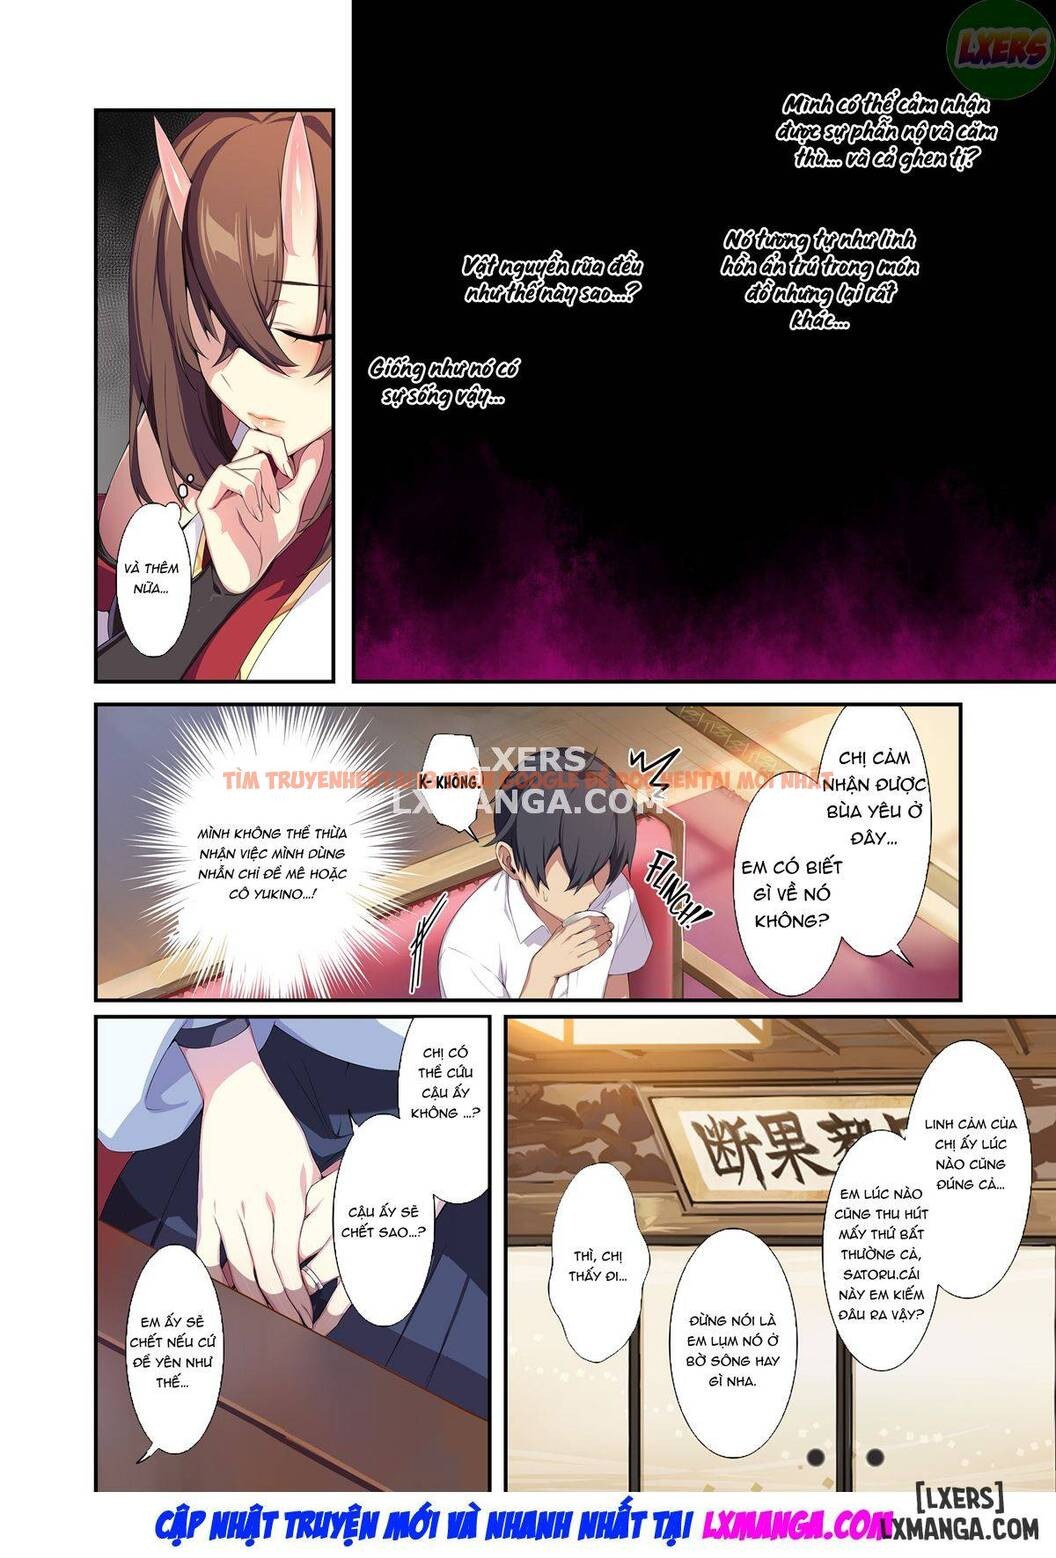 LXERS
Mình có thể cảm nhận
được sự phẫn nộ và căm
thù... và cả ghen tị?
Nó tương tự như linh
hồn ẩn trú trong món
đồ nhưng lại rất
khác...
Vật nguyền rũa đều
như thế này sao...?
Giống như nó có
sự sống vậy...
VÀ THÊM
NỮA...
CHỊ CẢM
NHẬN ĐƯỢC
BÙA YÊU Ở
ĐÂY...
EM CÓ BIẾT
GÌ VỀ NÓ
KHÔNG?
K- KHÔNG.
FLINCH!
MÌNH KHÔNG THỂ THỪA
NHẬN VIỆC MÌNH DÙNG
NHẪN CHỈ ĐỂ MÊ HOẶC
CÔ YUKINO...!
LXERS
LXMANGA.COM
LINH CẢM CỦA
CHỊ ẤY LÚC
NÀO CŨNG
ĐÚNG CẢ...
EM LÚC NÀO
CŨNG THU HÚT
MẤY THỨ BẤT
THƯỜNG CẢ,
SATORU.CÁI
NÀY EM KIẾM
ĐÂU RA VẬY?
ĐỪNG NÓI LÀ
EM LỤM NÓ Ở
BỜ SÔNG HAY
GÌ NHA.
THÌ, CHỊ
THẤY ĐI...
断果
CHỊ CÓ
THỂ CỨU
CẬU ẤY
KHÔNG ...?
CẬU ẤY SẼ
CHẾT SAO...?
EM ẤY SẼ
CHẾT NẾU CỨ
ĐỂ YÊN NHƯ
THẾ...
[LXERS]
LXMANGA.COM
CẬP NHẬT TRUYỆN MỚI VÀ NHANH NHẤT TẠI LXMANGA.COM